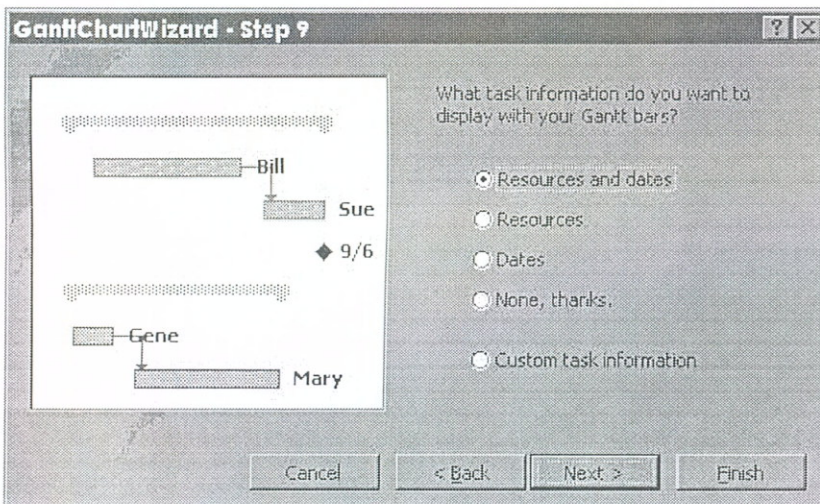 GanttChartWizard - Step 9
What task information do you want to
display with your Gantt bars?
Bill
Sue
9/6
Gene
Mary
Resources and dates
Resources
Dates
None, thanks.
Custom task information
Cancel
< Back
Next >
Finish